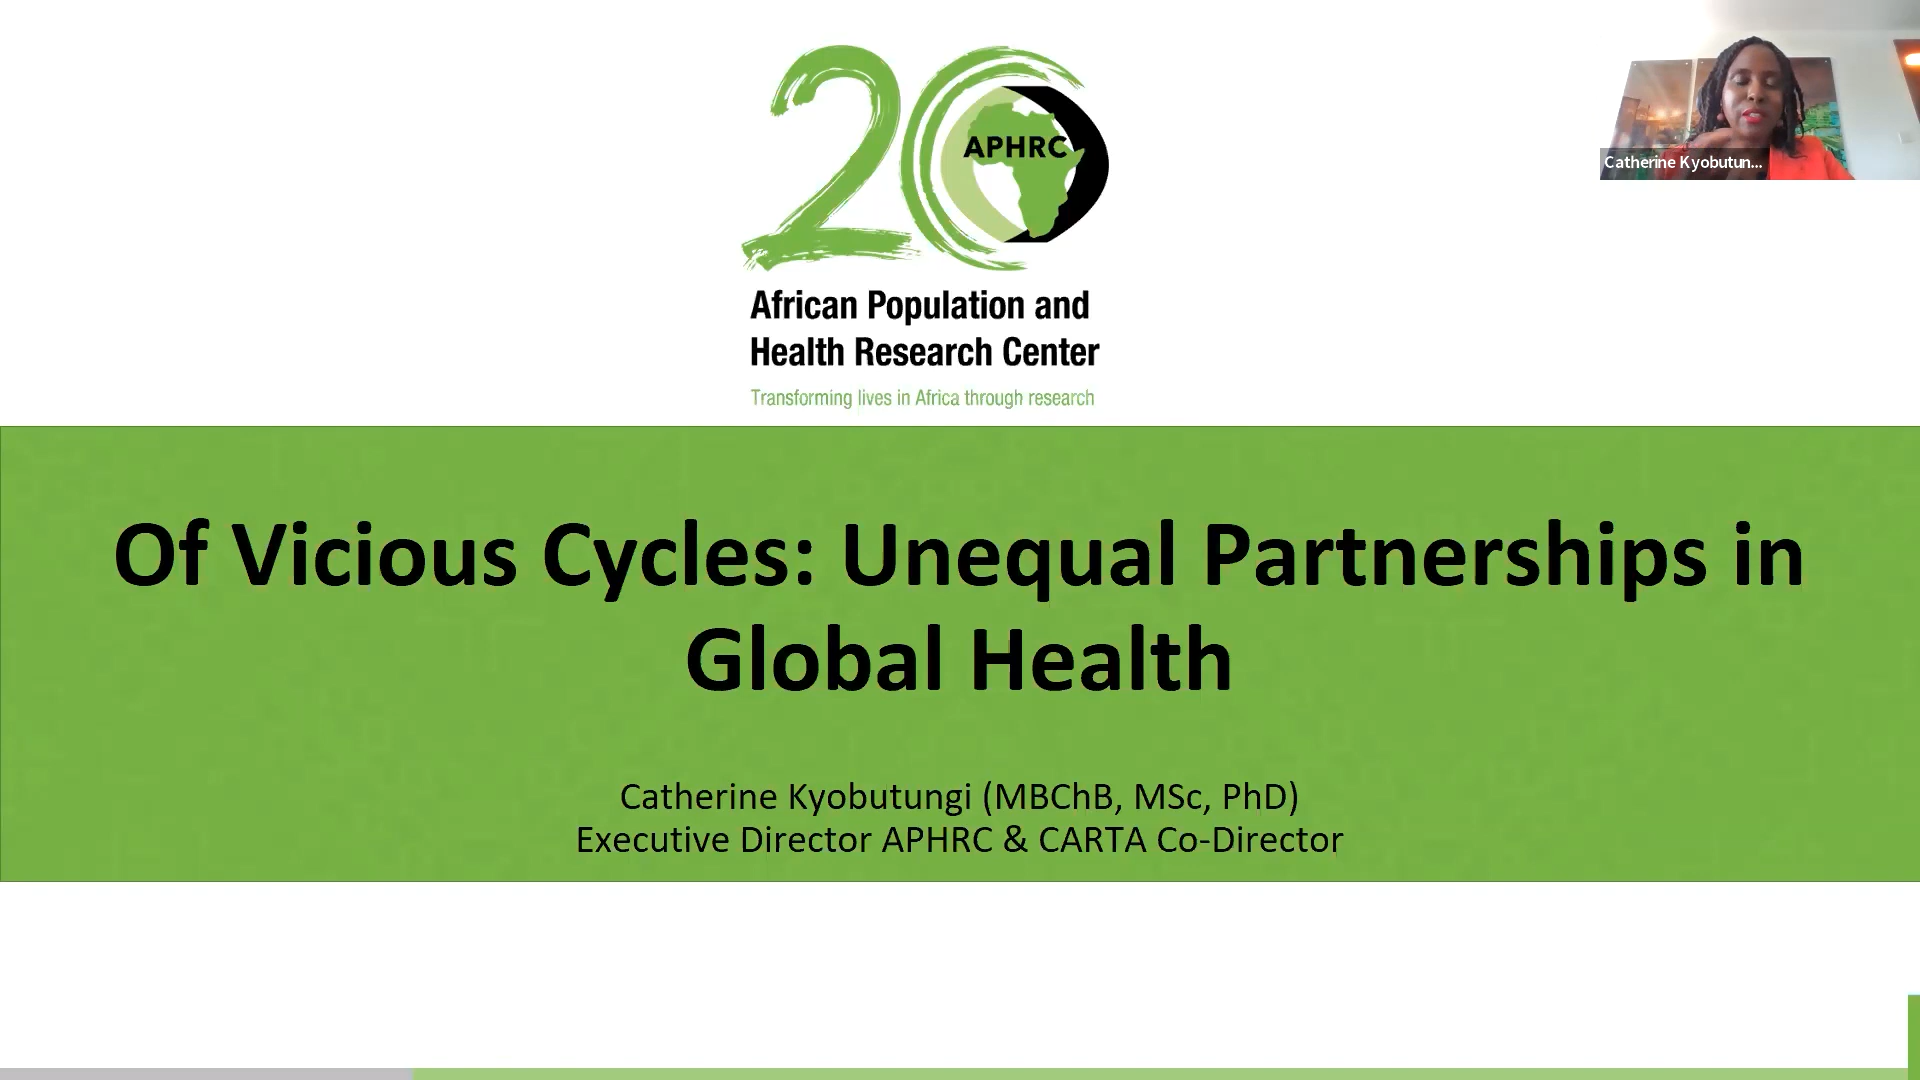 20
APHRC
African Population and
Health Research Center
Transforming lives in Africa through research
Catherine Kyobutun...
Of Vicious Cycles: Unequal Partnerships in
Global Health
Catherine Kyobutungi (MBChB, MSc, PhD)
Executive Director APHRC & CARTA Co-Director